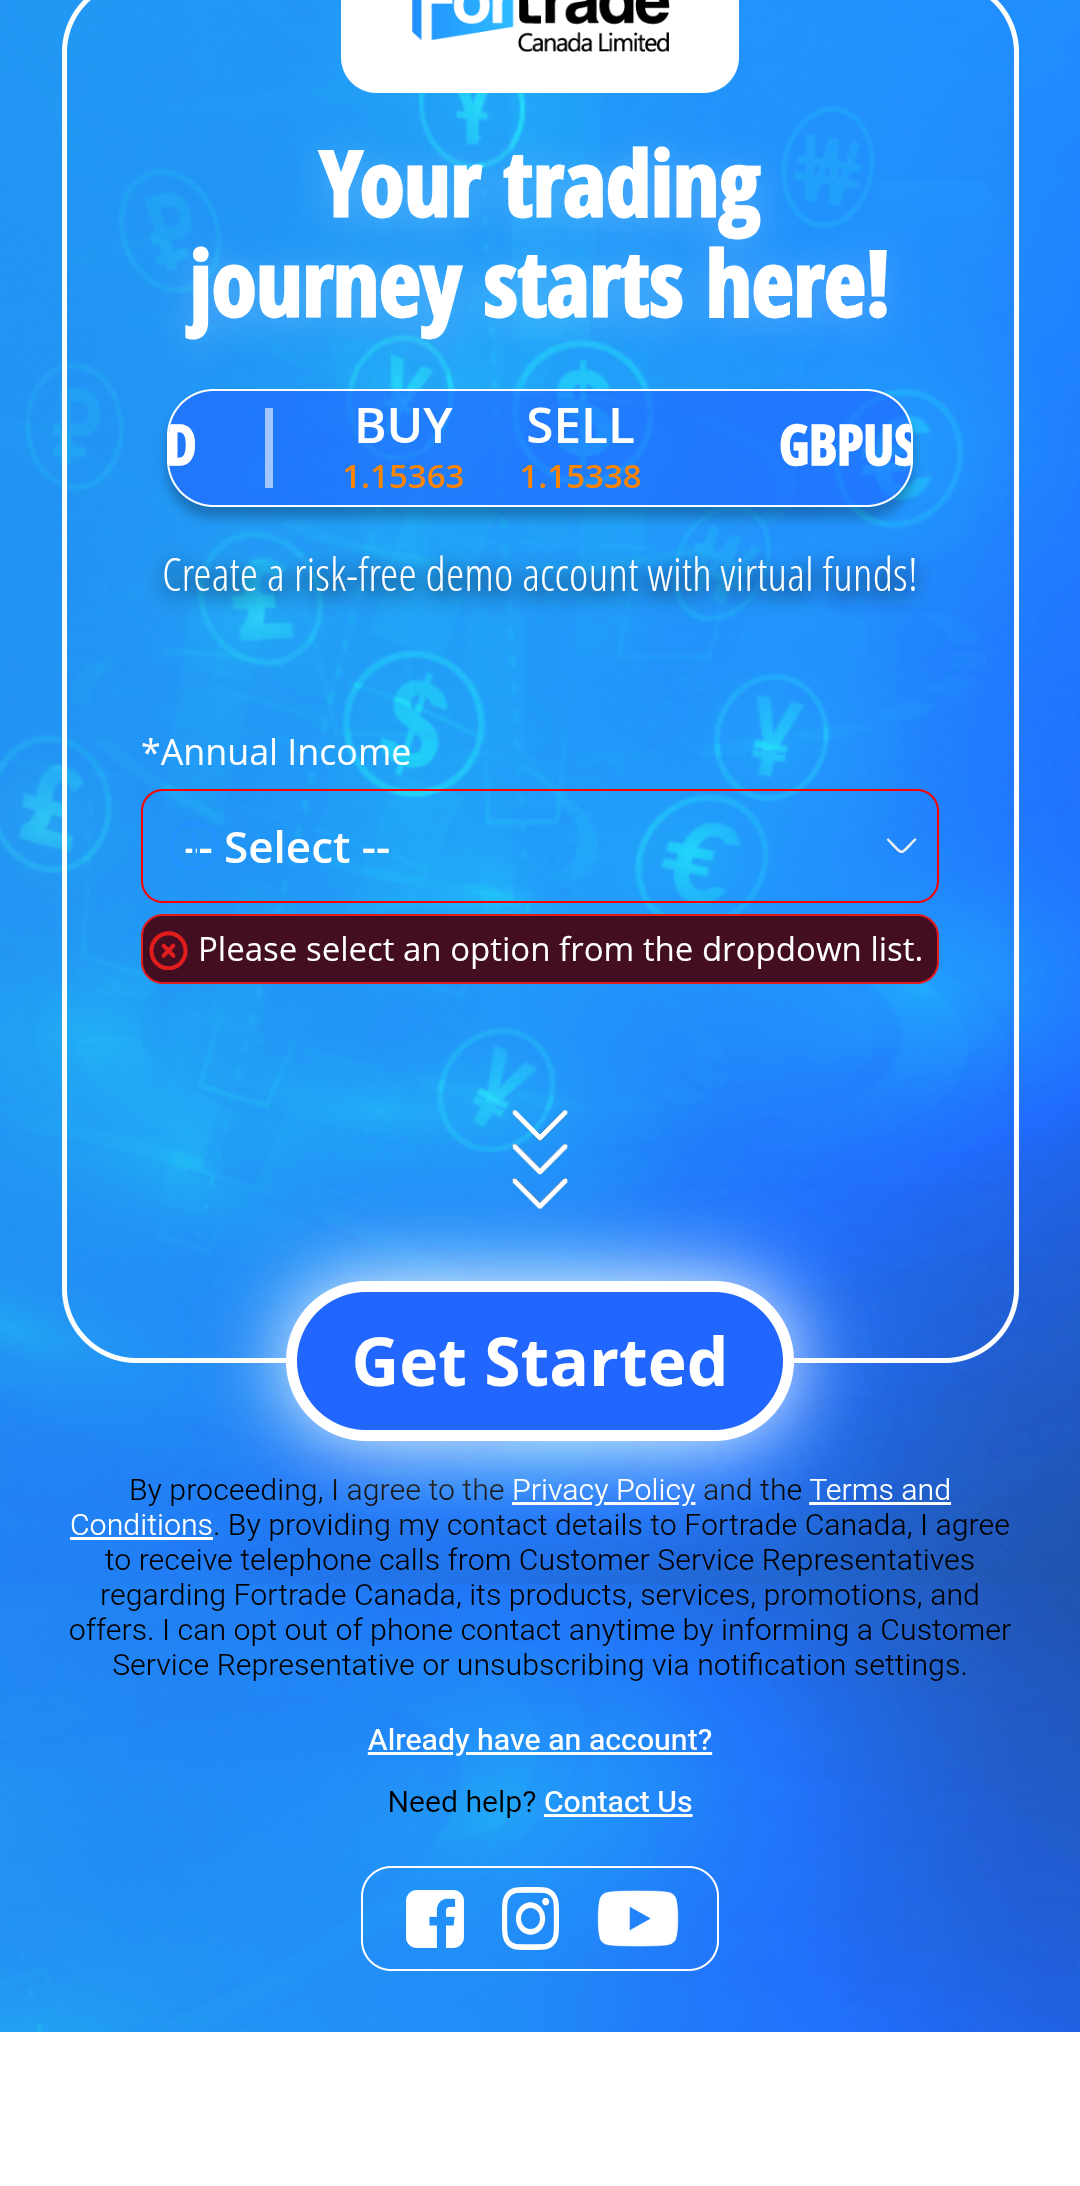 Fortrade
Canada Limited
Your trading
journey starts here!
D | BUY SELL GBPUS
1.15363 1.15338
Create a risk-free demo account with virtual funds!
*Annual Income
-- Select --
Please select an option from the dropdown list.
Get Started
By proceeding, I agree to the Privacy Policy and the Terms and
Conditions. By providing my contact details to Fortrade Canada, I agree
to receive telephone calls from Customer Service Representatives
regarding Fortrade Canada, its products, services, promotions, and
offers. I can opt out of phone contact anytime by informing a Customer
Service Representative or unsubscribing via notification settings.
Already have an account?
Need help? Contact Us